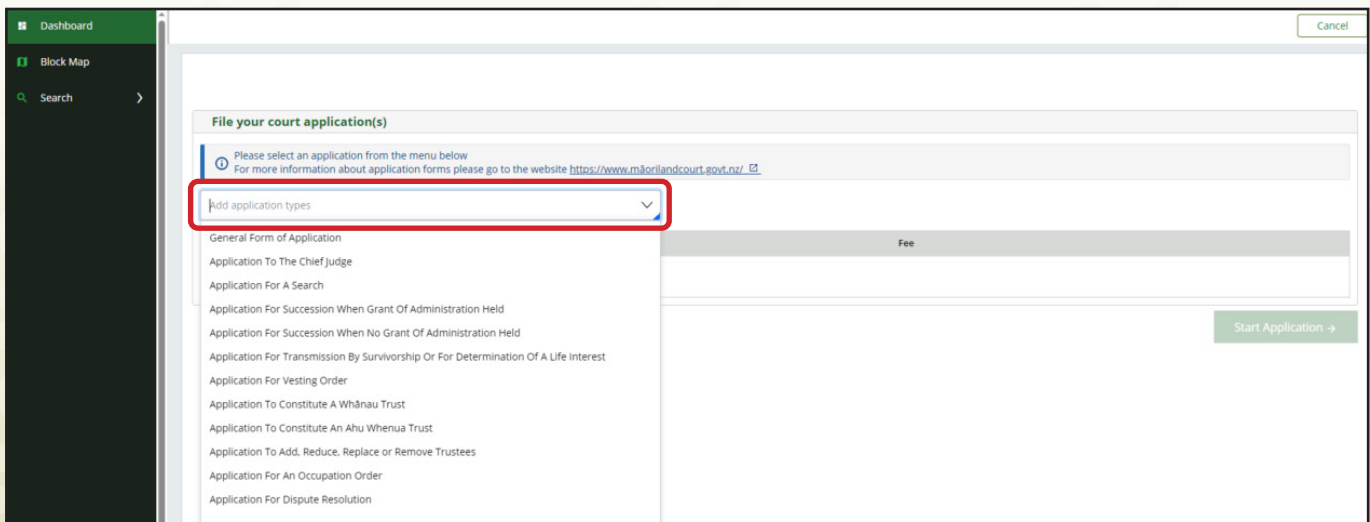 Dashboard
Cancel
Block Map
Search
File your court application(s)
Please select an application from the menu below
For more information about application forms please go to the website https://www.māorilandcourt.govt.nz/
Add application types
General Form of Application
Fee
Application To The Chief Judge
Application For A Search
Application For Succession When Grant Of Administration Held
Application For Succession When No Grant Of Administration Held
Start Application →
Application For Transmission By Survivorship Or For Determination Of A Life Interest
Application For Vesting Order
Application To Constitute A Whānau Trust
Application To Constitute An Ahu Whenua Trust
Application To Add, Reduce, Replace or Remove Trustees
Application For An Occupation Order
Application For Dispute Resolution